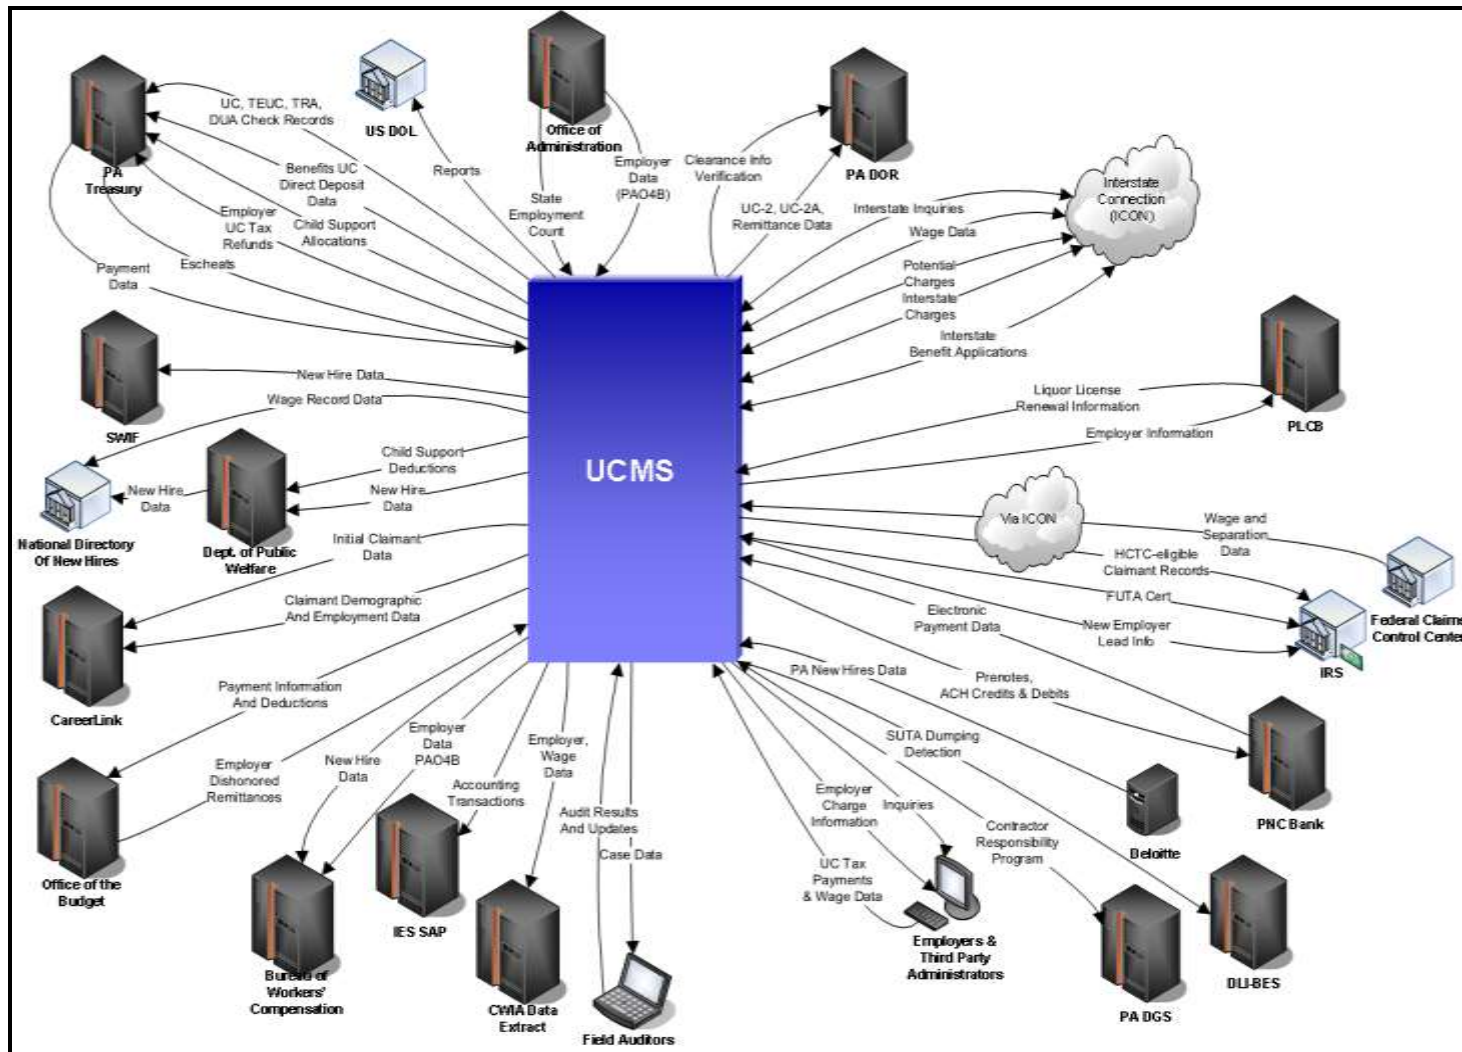 UC, TEUC, TRA,
DUA Check Records
US DOL
Office of
Administration
PA
Treasury
Benefits UC
Direct Deposit
Data
Reports
Employer
Data
(PAO4B)
Clearance Info
Verification
PA DOR
Interstate
Connection
(ICON)
Employer
UC Tax
Refunds
Child Support
Allocations
State
Employment
Count
UC-2, UC-2A,
Remittance Data
Interstate Inquiries
Wage Data
Payment
Data
Escheats
Potential
Charges
Interstate
Charges
Interstate
Benefit Applications
New Hire Data
Wage Record Data
SWIF
Liquor License
Renewal Information
Employer Information
PLCB
UCMS
Child Support
Deductions
New Hire
Data
New Hire
Data
National Directory
Of New Hires
Dept. of Public
Welfare
Initial Claimant
Data
Via ICON
Wage and
Separation
Data
HCTC-eligible
Claimant Records
FUTA Cert
New Employer
Lead Info
Federal Claims
Control Center
IRS
Claimant Demographic
And Employment Data
Electronic
Payment Data
CareerLink
Payment Information
And Deductions
PA New Hires Data
Prenotes,
ACH Credits & Debits
Employer
Dishonored
Remittances
New Hire
Data
Employer
Data
PAO4B
Employer,
Wage
Data
Accounting
Transactions
SUTA Dumping
Detection
PNC Bank
Audit Results
And Updates
Case Data
Employer
Charge
Information
Inquiries
UC Tax
Payments
& Wage Data
Contractor
Responsibility
Program
Beloitte
Office of the
Budget
IES SAP
Bureau of
Workers'
Compensation
CWIA Data
Extract
Field Auditors
Employers &
Third Party
Administrators
PA DGS
DLI-BES